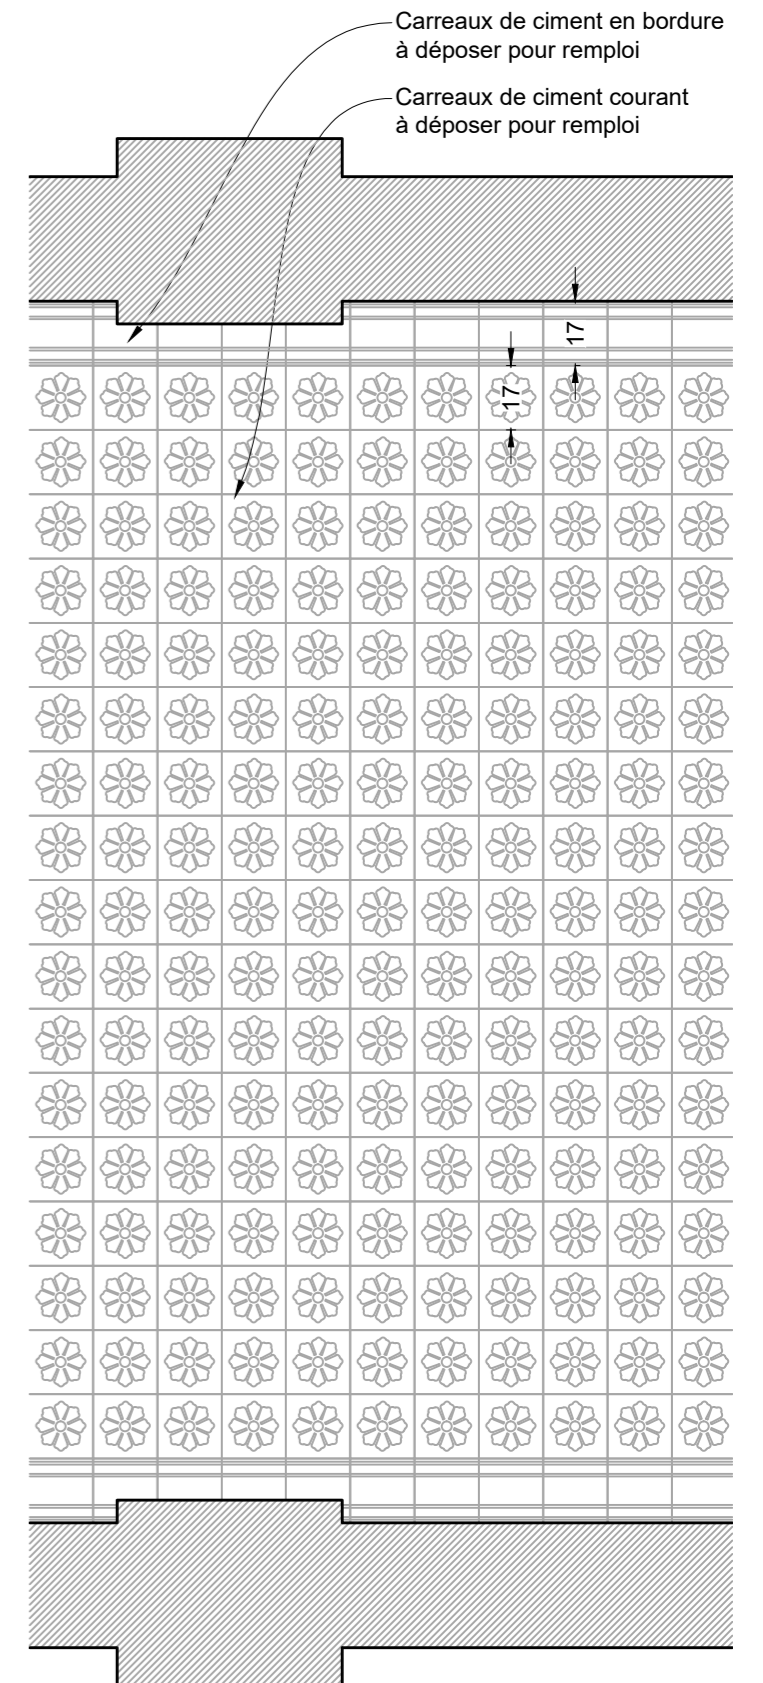 Carreaux de ciment en bordure
à déposer pour remploi
Carreaux de ciment courant
à déposer pour remploi
17
17